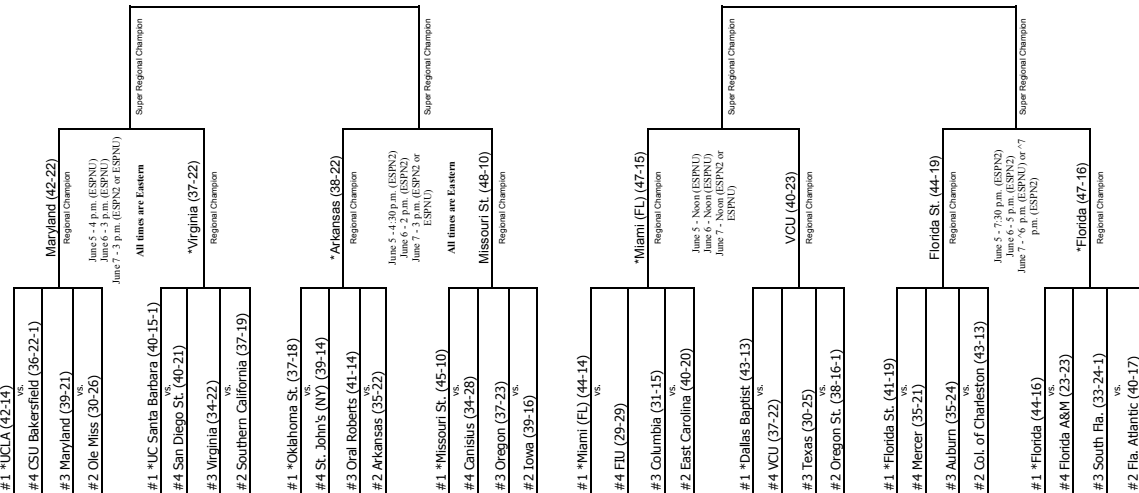 Super Regional Champion
Super Regional Champion
Super Regional Champion
Super Regional Champion
Maryland (42-22)
Regional Champion
June 5 - 4 p.m. (ESPNU)
June 6 - 3 p.m. (ESPNU)
June 7 - 3 p.m. (ESPN2 or ESPNU)
All times are Eastern
*Virginia (37-22)
Regional Champion
*Arkansas (38-22)
Regional Champion
June 5 - 4:30 p.m. (ESPN2)
June 6 - 2 p.m. (ESPN2)
June 7 - 3 p.m. (ESPN2 or
ESPNU)
All times are Eastern
Missouri St. (48-10)
Regional Champion
*Miami (FL) (47-15)
Regional Champion
June 5 - Noon (ESPNU)
June 6 - Noon (ESPNU)
June 7 - Noon (ESPN2 or
ESPNU)
VCU (40-23)
Regional Champion
Florida St. (44-19)
Regional Champion
June 5 - 7:30 p.m. (ESPN2)
June 6 - 5 p.m. (ESPN2)
June 7 - ^6 p.m. (ESPNU) or ^7
p.m. (ESPN2)
*Florida (47-16)
Regional Champion
#1 *UCLA (42-14)
vs.
#4 CSU Bakersfield (36-22-1)
#3 Maryland (39-21)
vs.
#2 Ole Miss (30-26)
#1 *UC Santa Barbara (40-15-1)
vs.
#4 San Diego St. (40-21)
#3 Virginia (34-22)
vs.
#2 Southern California (37-19)
#1 *Oklahoma St. (37-18)
vs.
#4 St. John's (NY) (39-14)
#3 Oral Roberts (41-14)
vs.
#2 Arkansas (35-22)
#1 *Missouri St. (45-10)
vs.
#4 Canisius (34-28)
#3 Oregon (37-23)
vs.
#2 Iowa (39-16)
#1 *Miami (FL) (44-14)
vs.
#4 FIU (29-29)
#3 Columbia (31-15)
vs.
#2 East Carolina (40-20)
#1 *Dallas Baptist (43-13)
vs.
#4 VCU (37-22)
#3 Texas (30-25)
vs.
#2 Oregon St. (38-16-1)
#1 *Florida St. (41-19)
vs.
#4 Mercer (35-21)
#3 Auburn (35-24)
vs.
#2 Col. of Charleston (43-13)
#1 *Florida (44-16)
vs.
#4 Florida A&M (23-23)
#3 South Fla. (33-24-1)
vs.
#2 Fla. Atlantic (40-17)